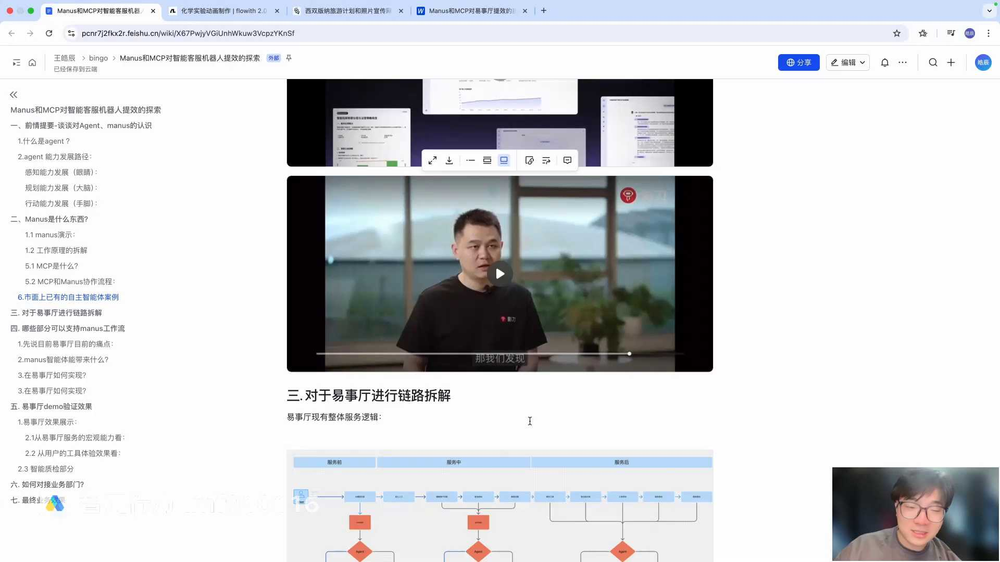 Manus和MCP对智能客服机器人
化学实验动画制作 | flowith 2.0
西双版纳旅游计划和照片宣传网
Manus和MCP对易事厅提效的
pcnr7j2fkx2r.feishu.cn/wiki/X67PwjyVGiUnhWkuw3VcpzYKnSf
皓辰
王皓辰 > bingo > Manus和MCP对智能客服机器人提效的探索 外部
已经保存到云端
分享
编辑
皓辰
Manus和MCP对智能客服机器人提效的探索
一、前情提要-谈谈对Agent、manus的认识
1.什么是agent ?
2.agent 能力发展路径：
感知能力发展（眼睛）：
规划能力发展（大脑）：
行动能力发展（手脚）：
二、Manus是什么东西?
1.1 manus演示：
1.2 工作原理的拆解
5.1 MCP是什么?
5.2 MCP和Manus协作流程：
6.市面上已有的自主智能体案例
三. 对于易事厅进行链路拆解
四. 哪些部分可以支持manus工作流
1.先说目前易事厅目前的痛点：
2.manus智能体能带来什么?
3.在易事厅如何实现?
3.在易事厅如何实现?
五. 易事厅demo验证效果
1.易事厅效果展示：
2.1从易事厅服务的宏观能力看：
2.2 从用户的工具体验效果看：
2.3 智能质检部分
六. 如何对接业务部门?
七. 最终业务效果
影刀
那我们发现
三. 对于易事厅进行链路拆解
易事厅现有整体服务逻辑：
服务前
服务中
服务后
Agent
Agent
Agent